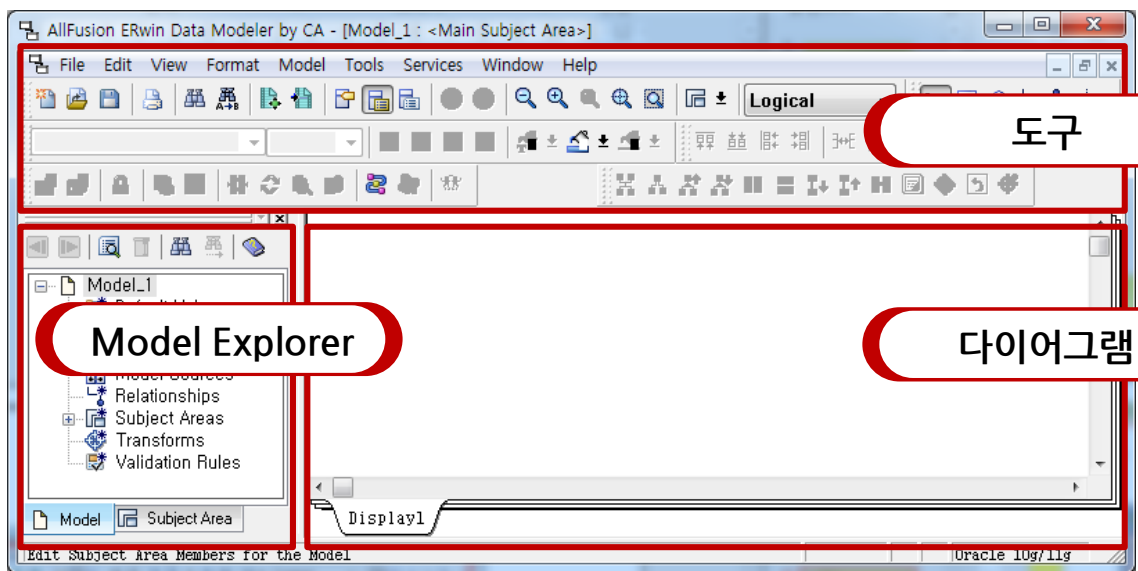 AllFusion ERwin Data Modeler by CA - [Model_1 : <Main Subject Area>]
File Edit View Format Model Tools Services Window Help
Logical
도구
Model_1
Model Explorer
다이어그램
Model Sources
Relationships
Subject Areas
Transforms
Validation Rules
Model Subject Area
Display1
Edit Subject Area Members for the Model
Oracle 10g/11g